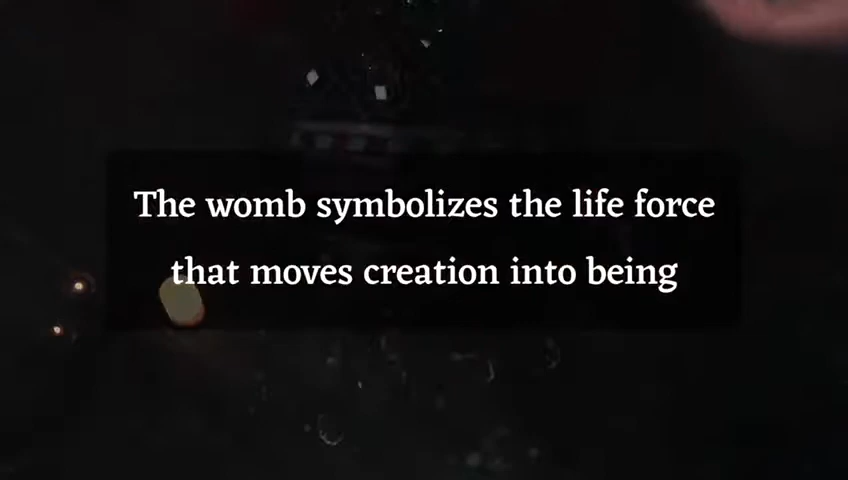 The womb symbolizes the life force
that moves creation into being